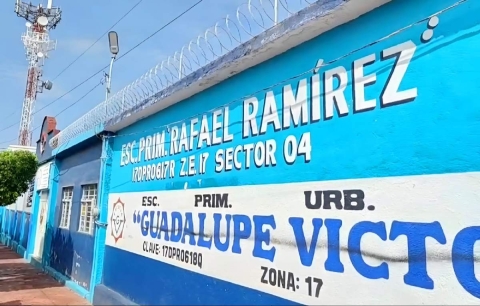 ESC. PRIM. RAFAEL RAMÍREZ"
17DPR0617R Z.E. 17 SECTOR 04
ESC. PRIM. URB.
"GUADALUPE VICTO
CLAVE: 17DPR0618Q
ZONA: 17